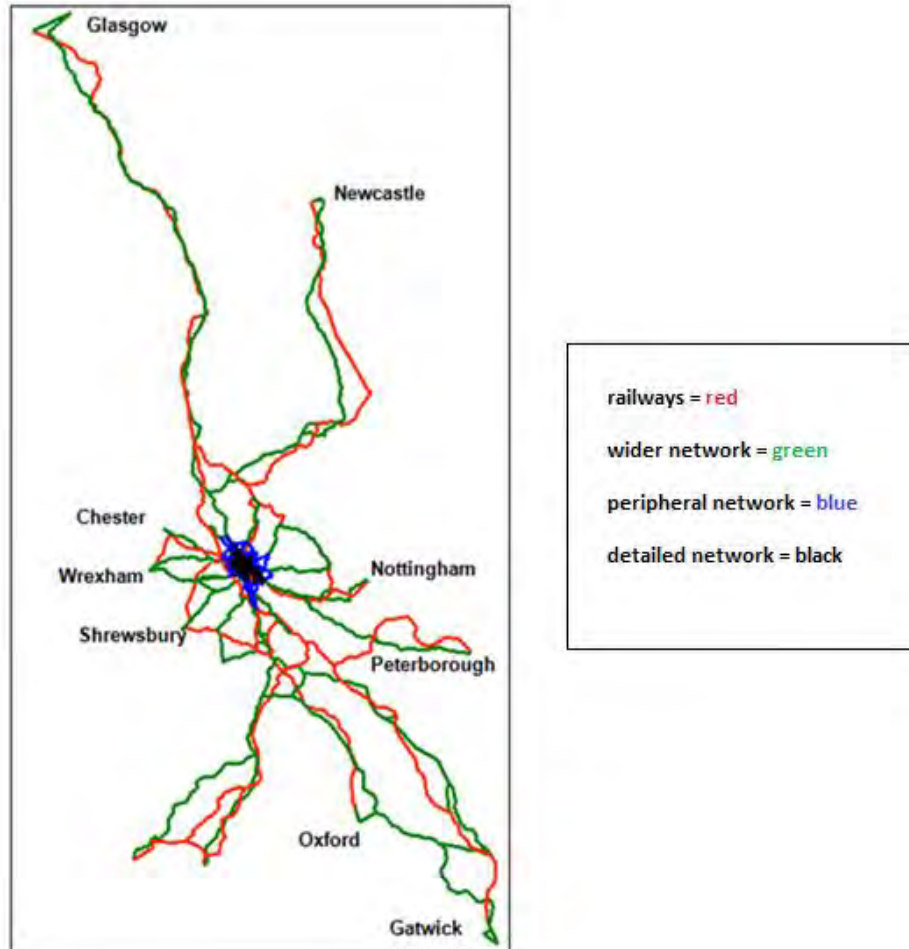 Glasgow
Newcastle
Chester
Wrexham
Nottingham
Shrewsbury
Peterborough
Oxford
Gatwick
railways = red
wider network = green
peripheral network = blue
detailed network = black